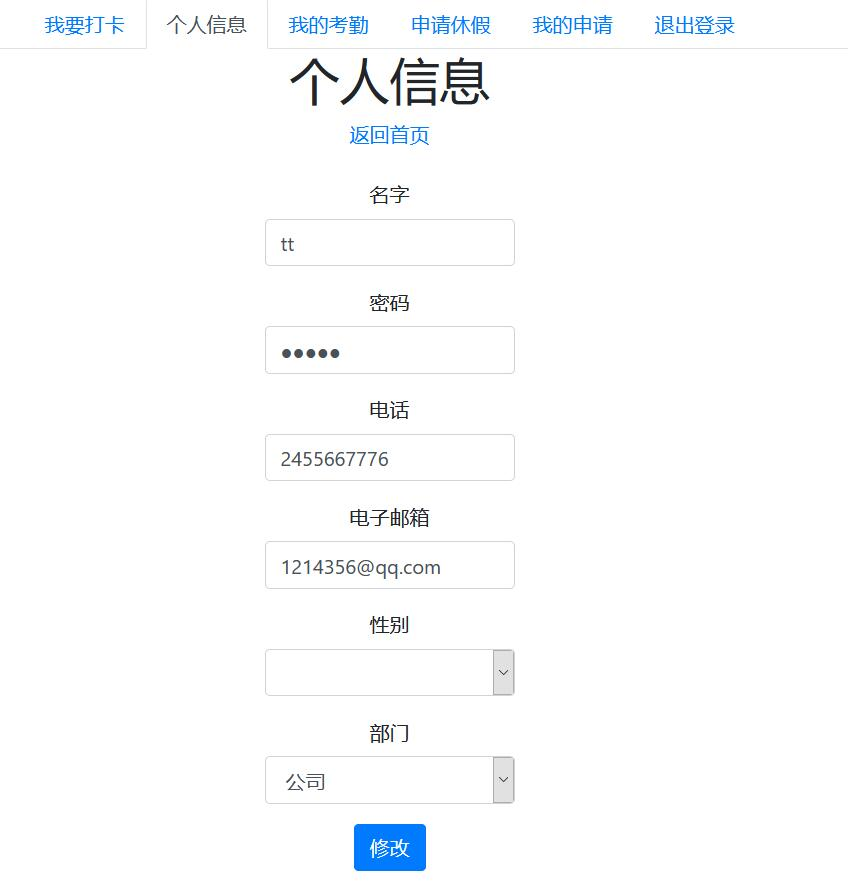 我要打卡 个人信息 我的考勤 申请休假 我的申请 退出登录
个人信息
返回首页
名字
tt
密码
●●●●●
电话
2455667776
电子邮箱
1214356@qq.com
性别
部门
公司
修改